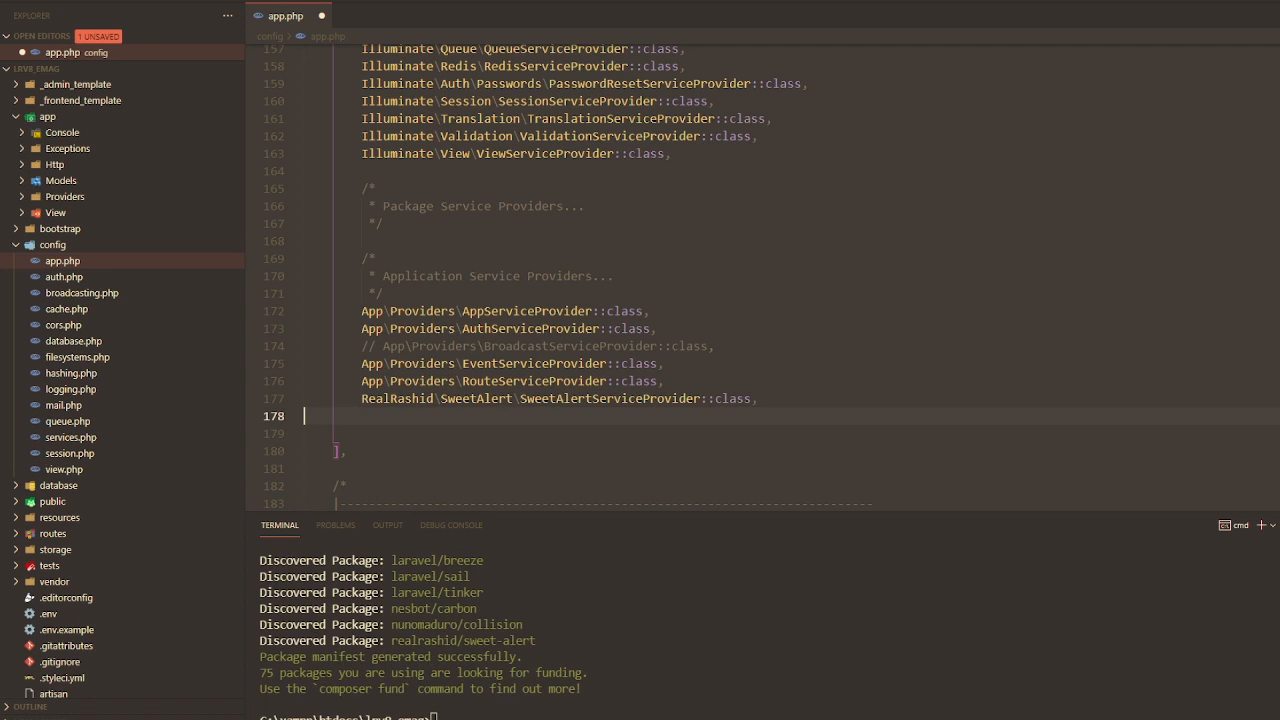 EXPLORER
OPEN EDITORS 1 UNSAVED
app.php config
LRV8_EMAG
_admin_template
_frontend_template
app
Console
Exceptions
Http
Models
Providers
View
bootstrap
config
app.php
auth.php
broadcasting.php
cache.php
cors.php
database.php
filesystems.php
hashing.php
logging.php
mail.php
queue.php
services.php
session.php
view.php
database
public
resources
routes
storage
tests
vendor
.editorconfig
.env
.env.example
.gitattributes
.gitignore
.styleci.yml
artisan
OUTLINE
app.php
config > app.php
157 Illuminate\Queue\QueueServiceProvider::class,
158 Illuminate\Redis\RedisServiceProvider::class,
159 Illuminate\Auth\Passwords\PasswordResetServiceProvider::class,
160 Illuminate\Session\SessionServiceProvider::class,
161 Illuminate\Translation\TranslationServiceProvider::class,
162 Illuminate\Validation\ValidationServiceProvider::class,
163 Illuminate\View\ViewServiceProvider::class,
164
165 /*
166 * Package Service Providers...
167 */
168
169 /*
170 * Application Service Providers...
171 */
172 App\Providers\AppServiceProvider::class,
173 App\Providers\AuthServiceProvider::class,
174 // App\Providers\BroadcastServiceProvider::class,
175 App\Providers\EventServiceProvider::class,
176 App\Providers\RouteServiceProvider::class,
177 RealRashid\SweetAlert\SweetAlertServiceProvider::class,
178
179
180 ],
181
182 /*
183 |--------------------------------------------------------------------------
TERMINAL PROBLEMS OUTPUT DEBUG CONSOLE cmd
Discovered Package: laravel/breeze
Discovered Package: laravel/sail
Discovered Package: laravel/tinker
Discovered Package: nesbot/carbon
Discovered Package: nunomaduro/collision
Discovered Package: realrashid/sweet-alert
Package manifest generated successfully.
75 packages you are using are looking for funding.
Use the `composer fund` command to find out more!
C:\xampp\htdocs\lrv8_emag>